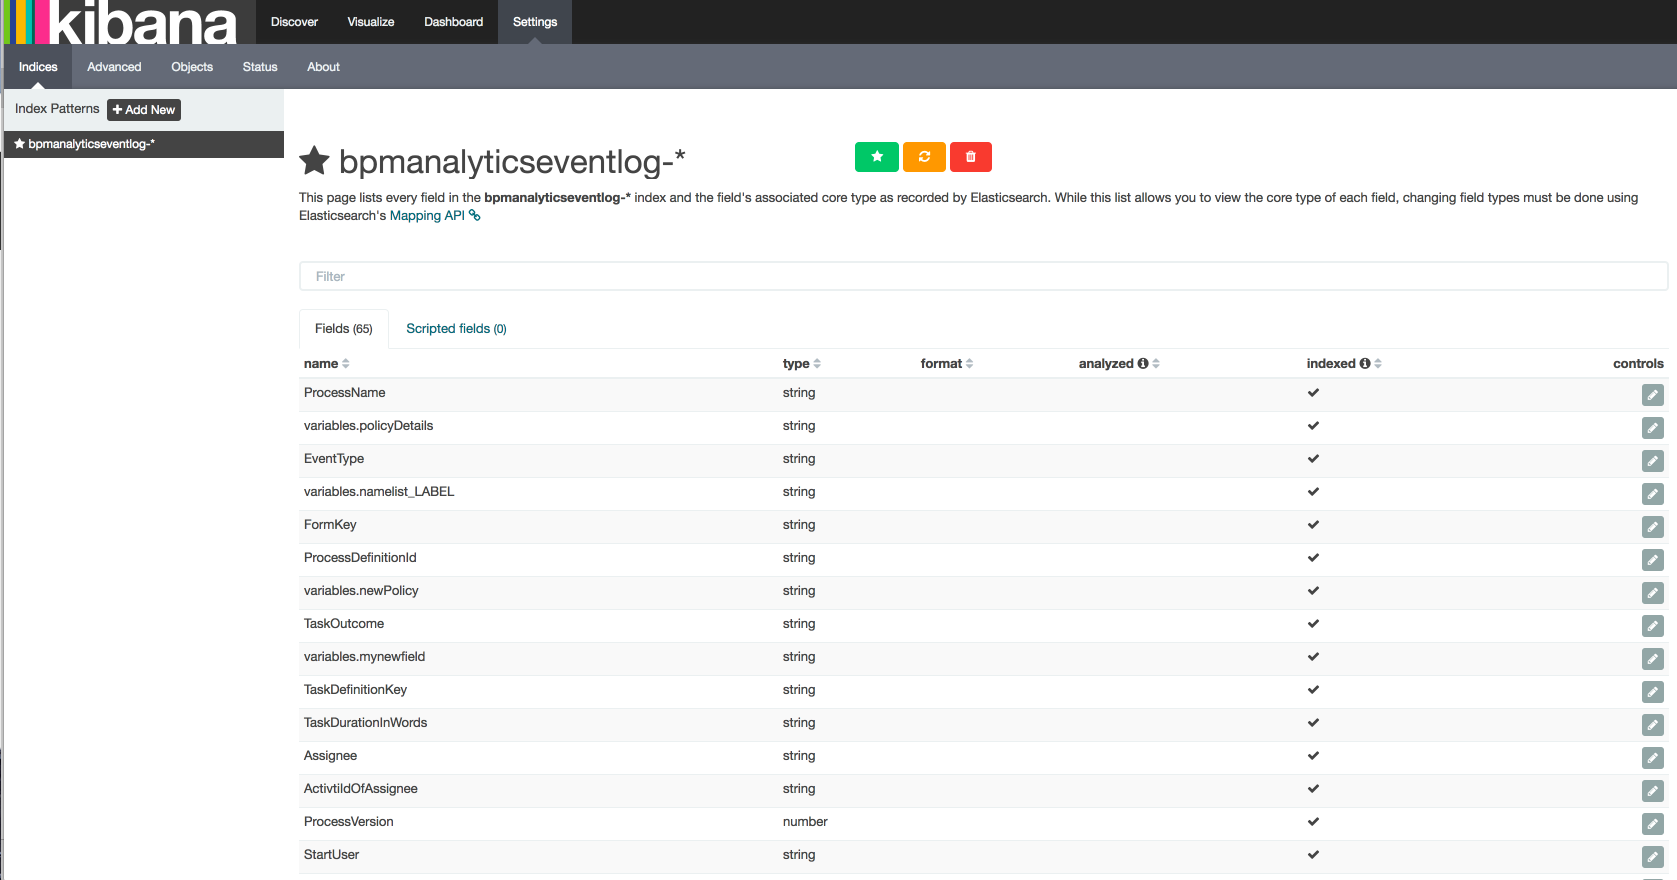 kibana
Discover Visualize Dashboard Settings
Indices Advanced Objects Status About
Index Patterns Add New
bpmanalyticseventlog-*
bpmanalyticseventlog-*
This page lists every field in the bpmanalyticseventlog-* index and the field's associated core type as recorded by Elasticsearch. While this list allows you to view the core type of each field, changing field types must be done using
Elasticsearch's Mapping API
Filter
Fields (65) Scripted fields (0)
name type format analyzed indexed controls
ProcessName string
variables.policyDetails string
EventType string
variables.namelist_LABEL string
FormKey string
ProcessDefinitionId string
variables.newPolicy string
TaskOutcome string
variables.mynewfield string
TaskDefinitionKey string
TaskDurationInWords string
Assignee string
ActivtiIdOfAssignee string
ProcessVersion number
StartUser string